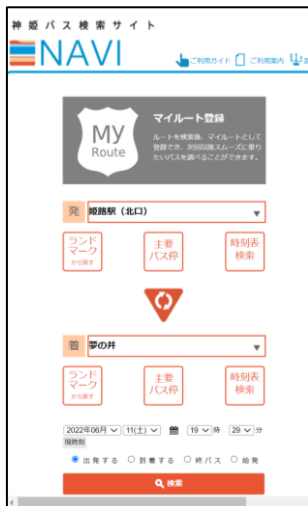 神姫バス検索サイト
NAVI
ご利用ガイド ご利用案内
MY
Route
マイルート登録
ルートを検索後、マイルートとして
登録でき、次回以降スムーズに乗り
たいバスを調べることができます。
発 姫路駅（北口）
ランド
マーク
から探す
主要
バス停
時刻表
検索
着 夢の井
ランド
マーク
から探す
主要
バス停
時刻表
検索
2022年06月 11(土) 19 時 29 分
現時刻
出発する 到着する 終バス 始発
検索